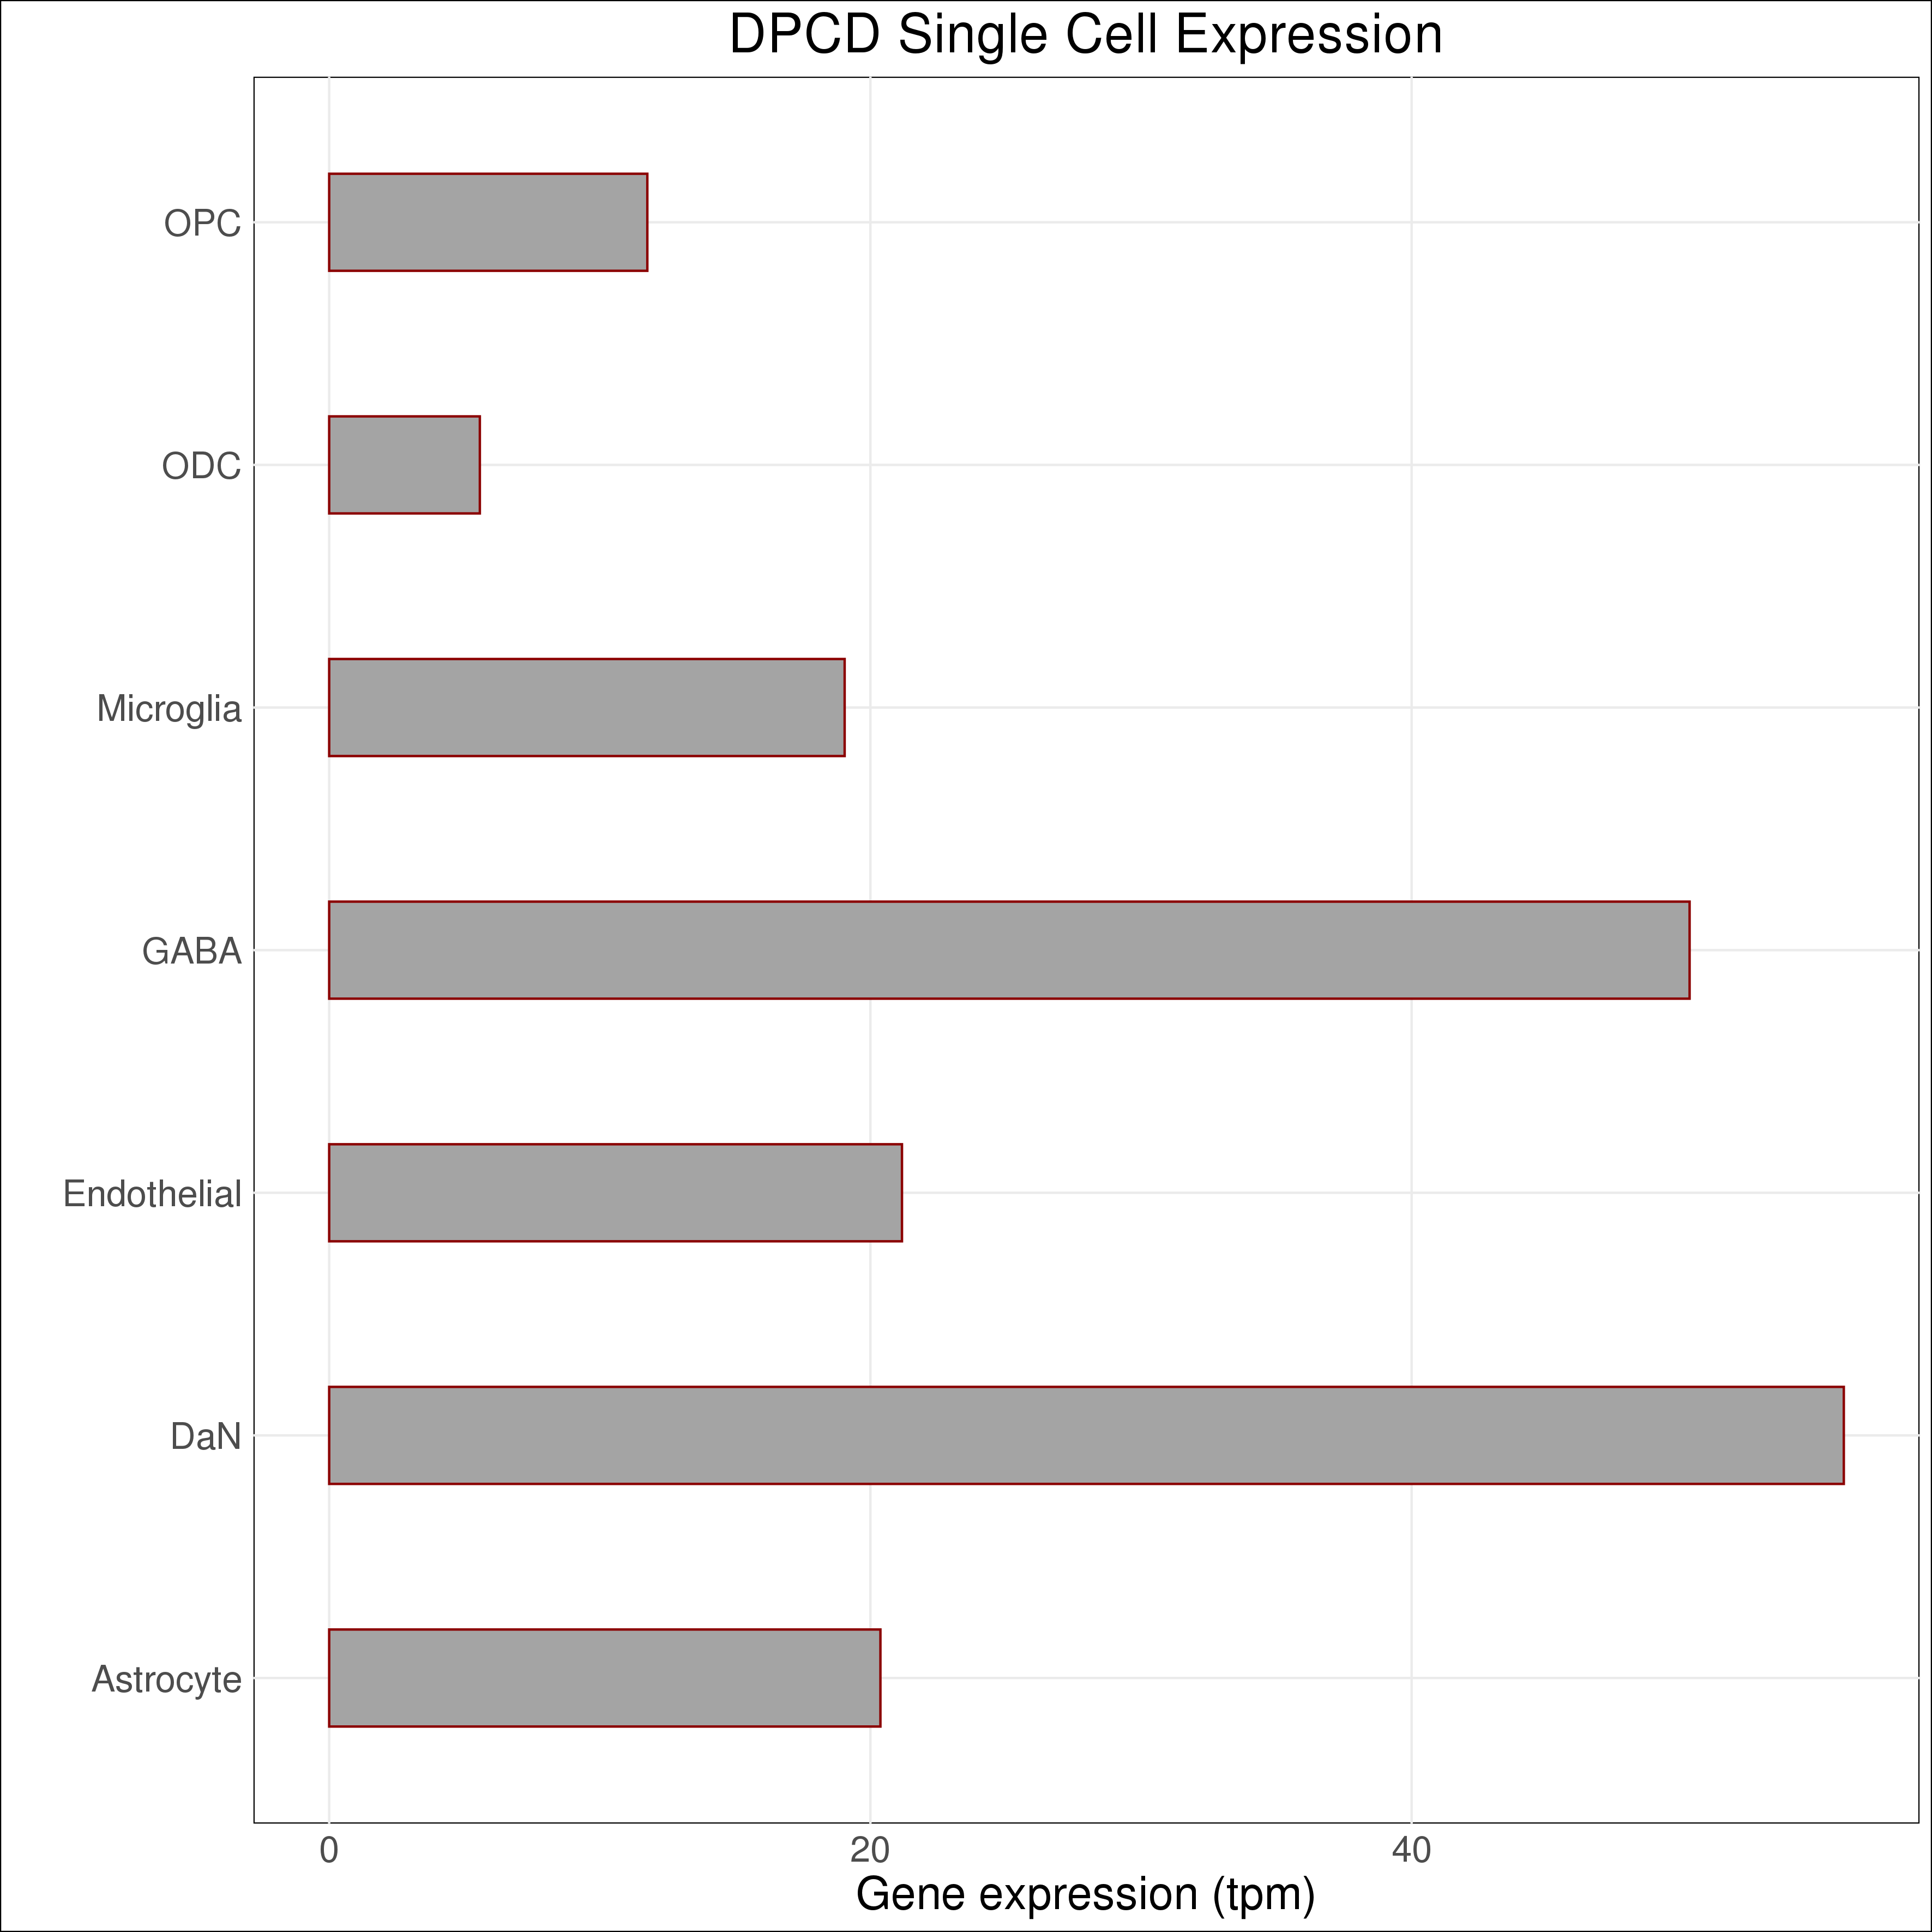 DPCD Single Cell Expression
OPC
ODC
Microglia
GABA
Endothelial
DaN
Astrocyte
0 20 40
Gene expression (tpm)